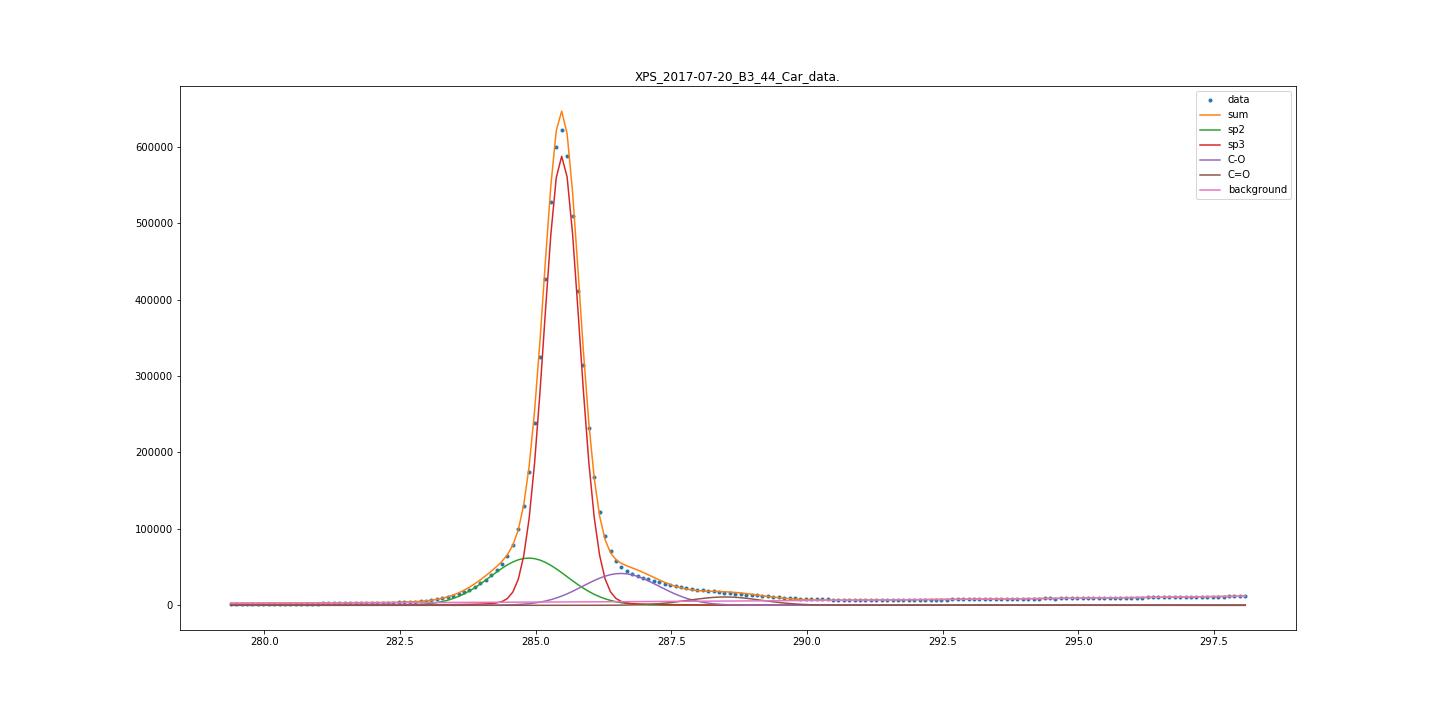 XPS_2017-07-20_B3_44_Car_data.
data
sum
sp2
sp3
C-O
C=O
background
600000
500000
400000
300000
200000
100000
0
280.0 282.5 285.0 287.5 290.0 292.5 295.0 297.5